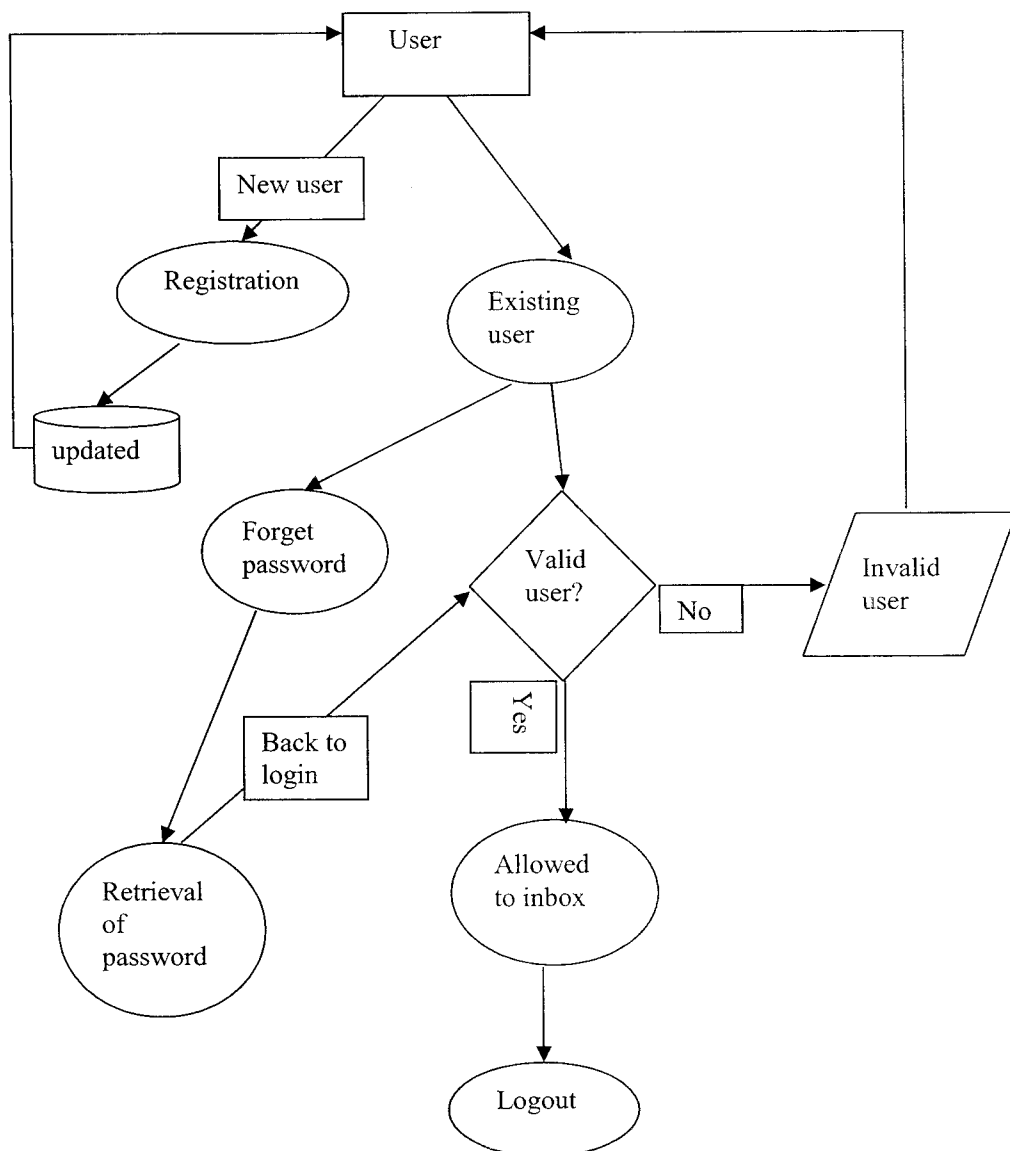 User
New user
Registration
Existing
user
updated
Forget
password
Valid
user?
No
Invalid
user
Yes
Back to
login
Retrieval
of
password
Allowed
to inbox
Logout